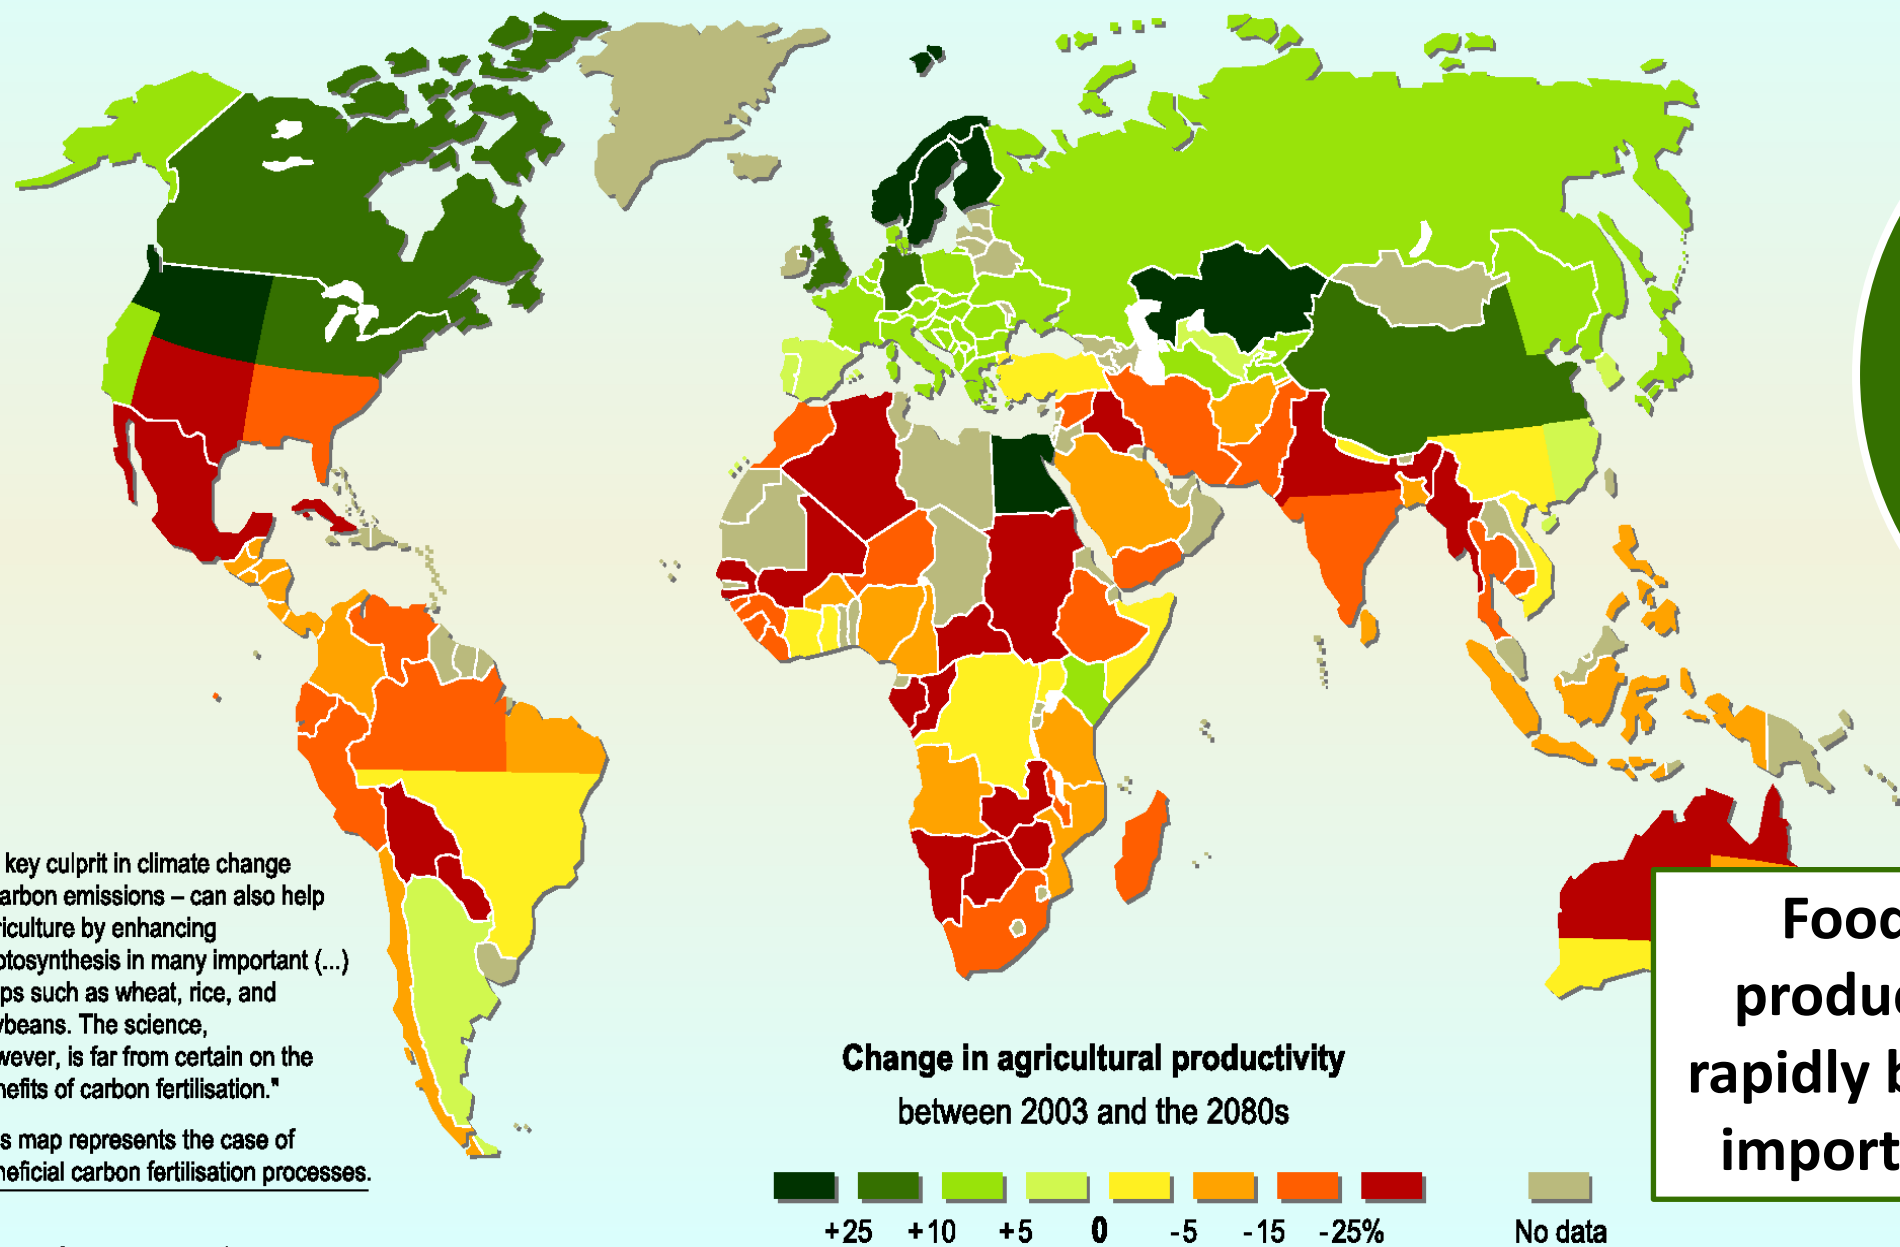 key culprit in climate change
arbon emissions – can also help
riculture by enhancing
otosynthesis in many important (...)
ps such as wheat, rice, and
ybeans. The science,
wever, is far from certain on the
nefits of carbon fertilisation."
s map represents the case of
neficial carbon fertilisation processes.
Change in agricultural productivity
between 2003 and the 2080s
+25 +10 +5 0 -5 -15 -25%
No data
Food
produc
rapidly b
import